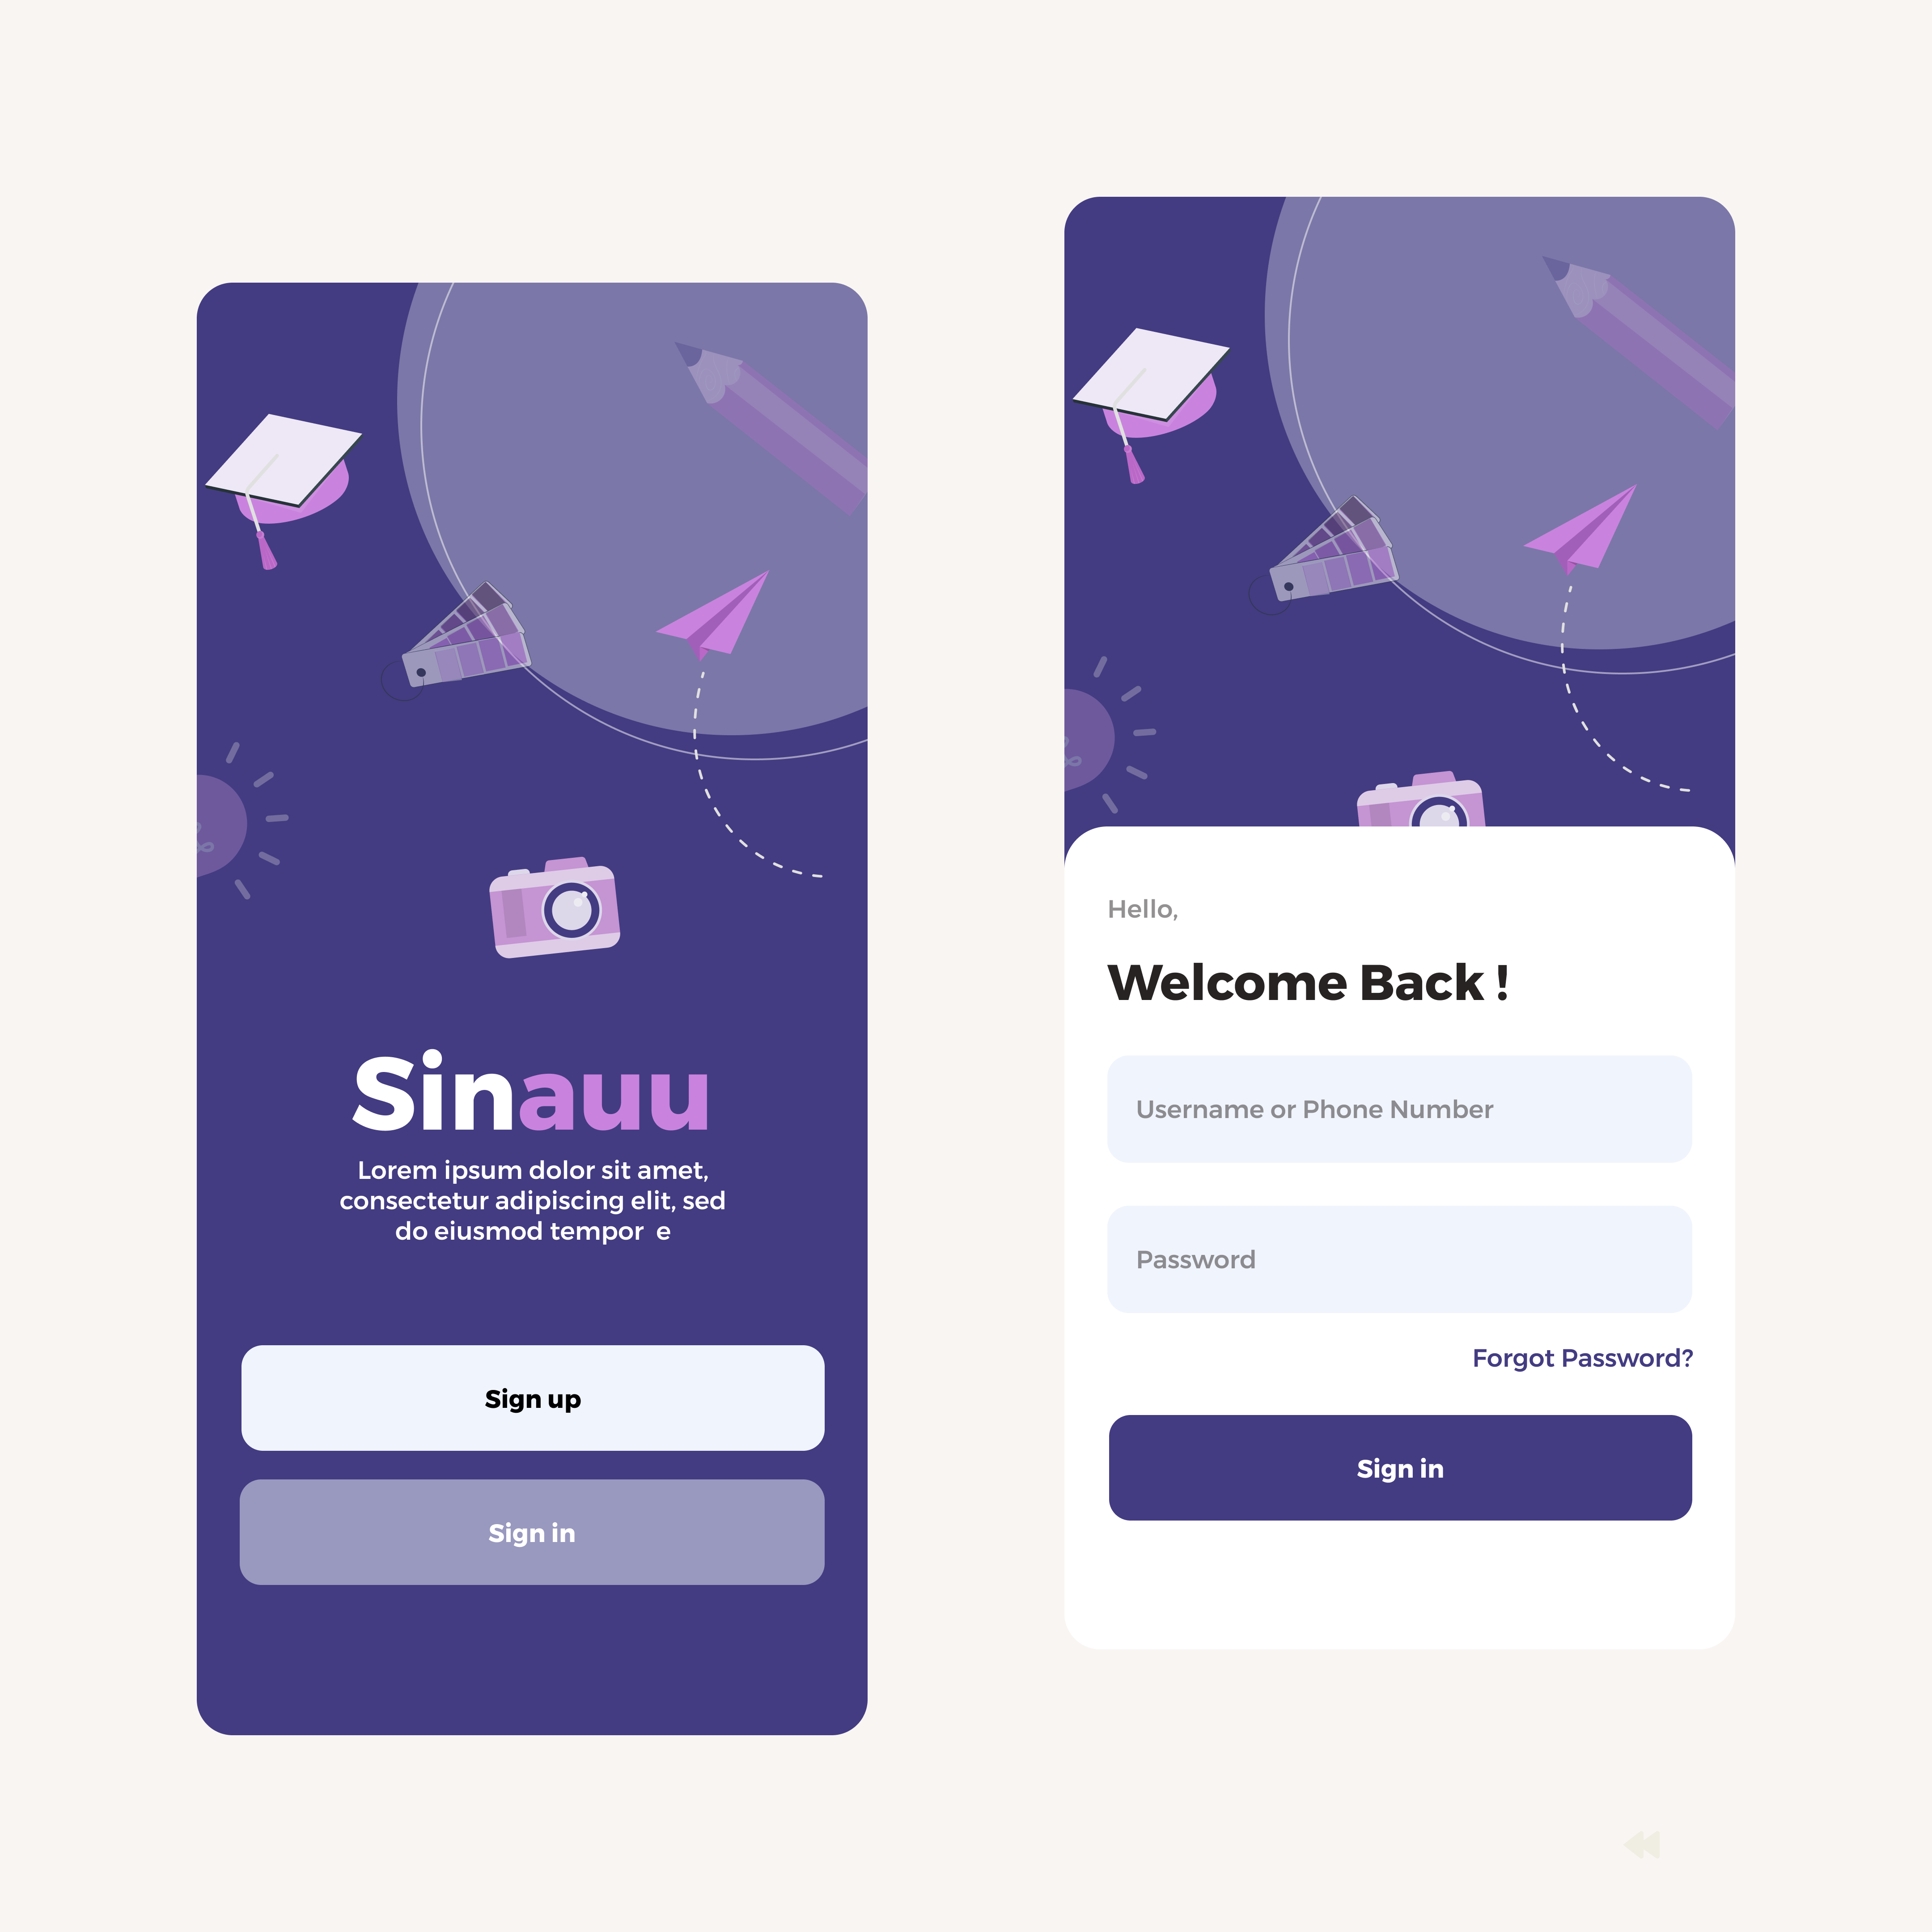 Sinauu
Lorem ipsum dolor sit amet,
consectetur adipiscing elit, sed
do eiusmod tempor  e
Sign up
Sign in
Hello,
Welcome Back !
Username or Phone Number
Password
Forgot Password?
Sign in